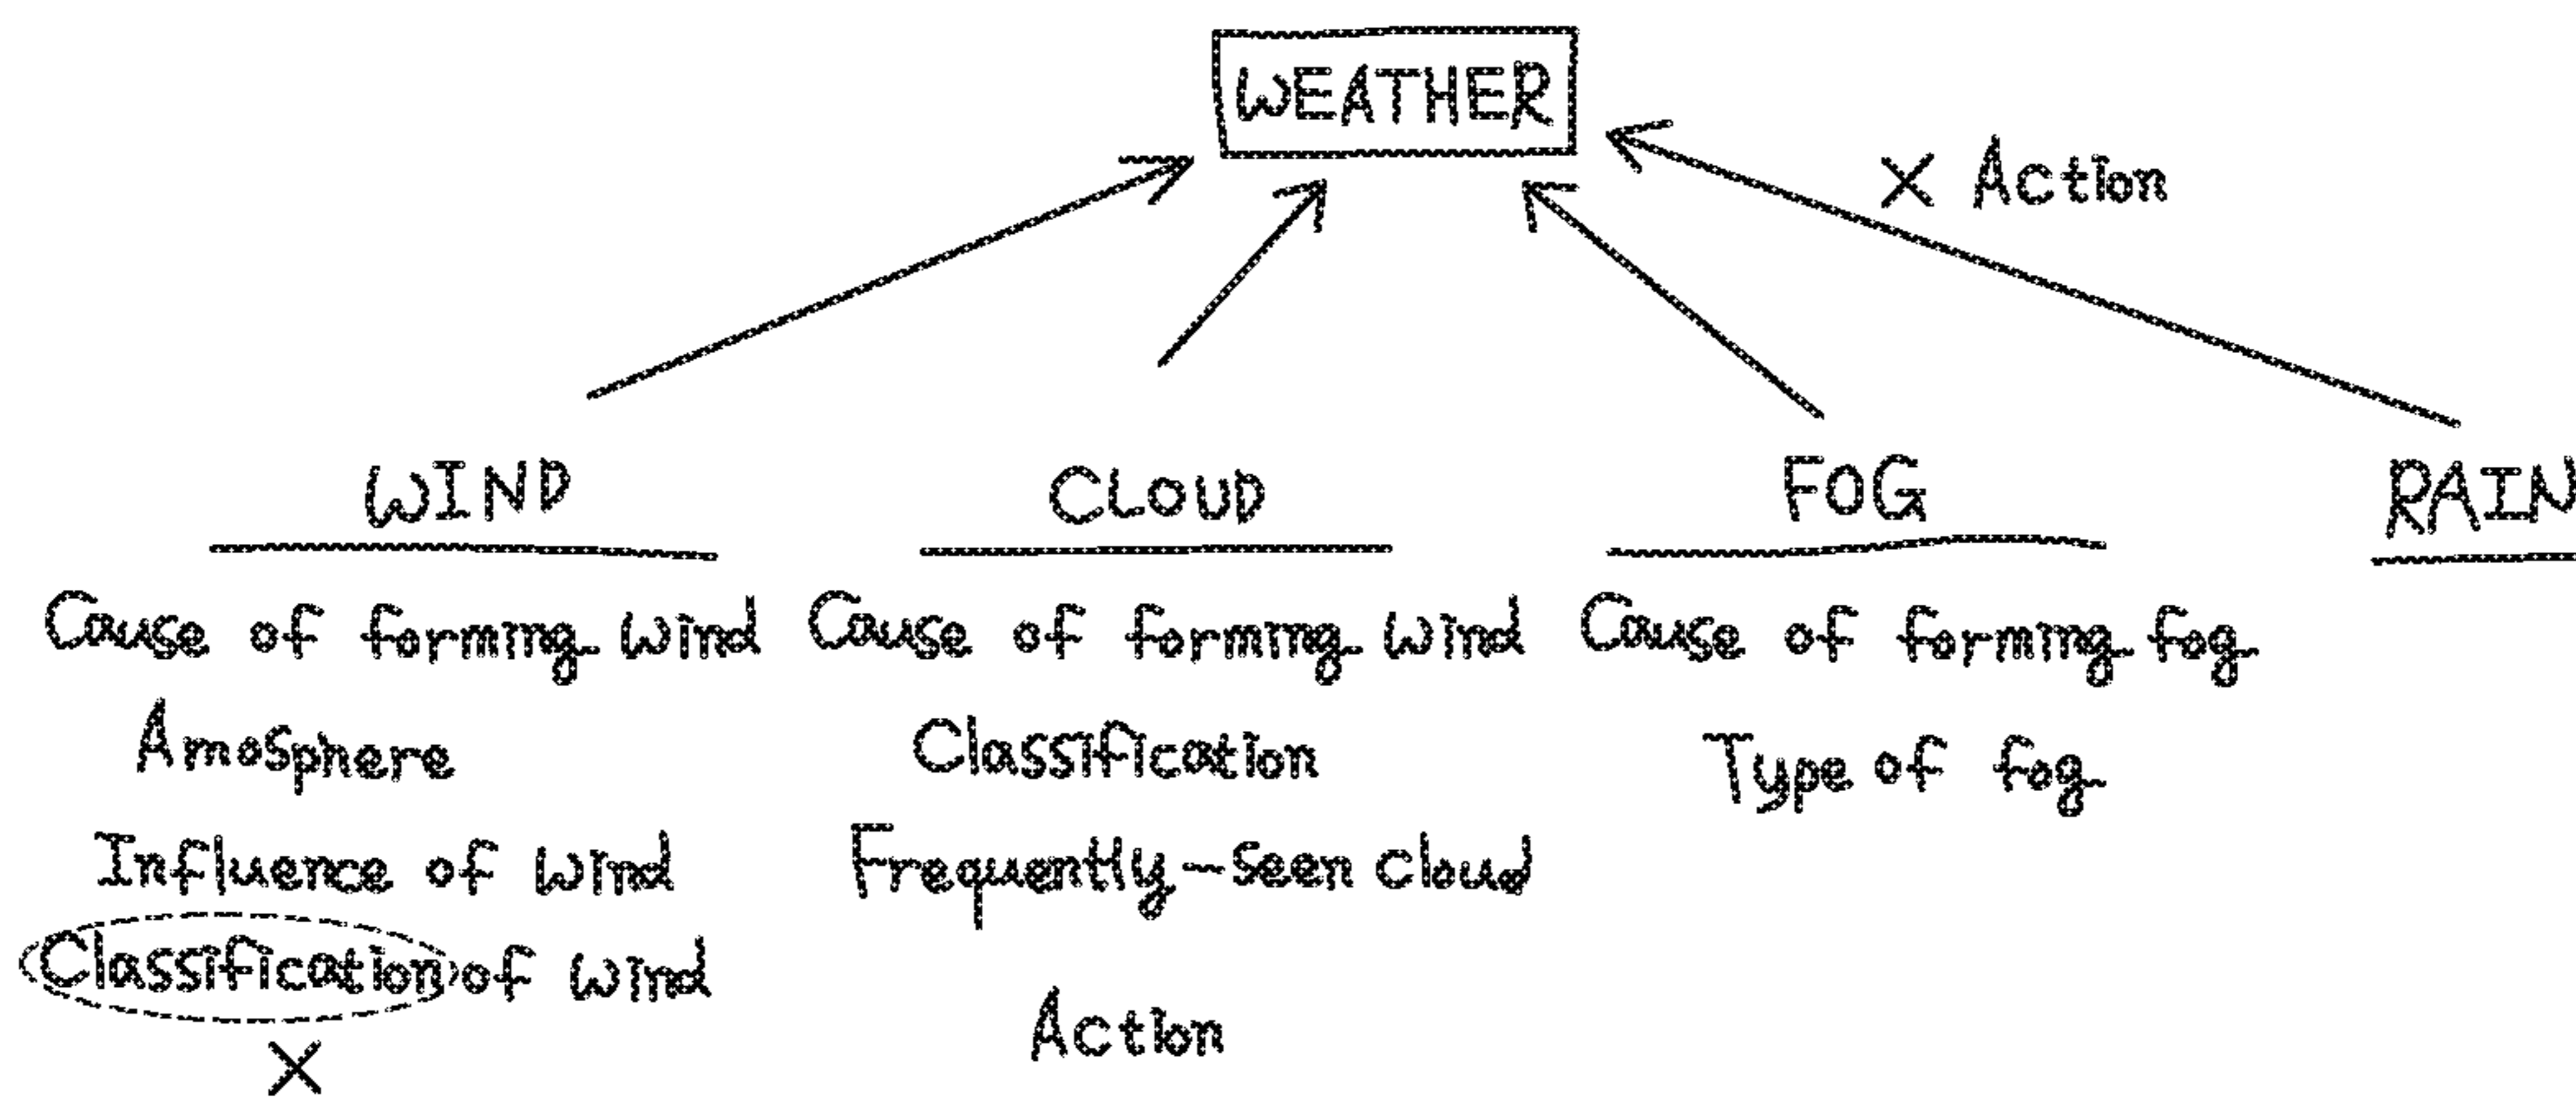 WEATHER
× Action
WIND
CLOUD
FOG
RAIN
Cause of forming wind
Cause of forming wind
Cause of forming fog
Amosphere
Classification
Type of fog
Influence of wind
Frequently-seen cloud
Classification of wind
Action
×